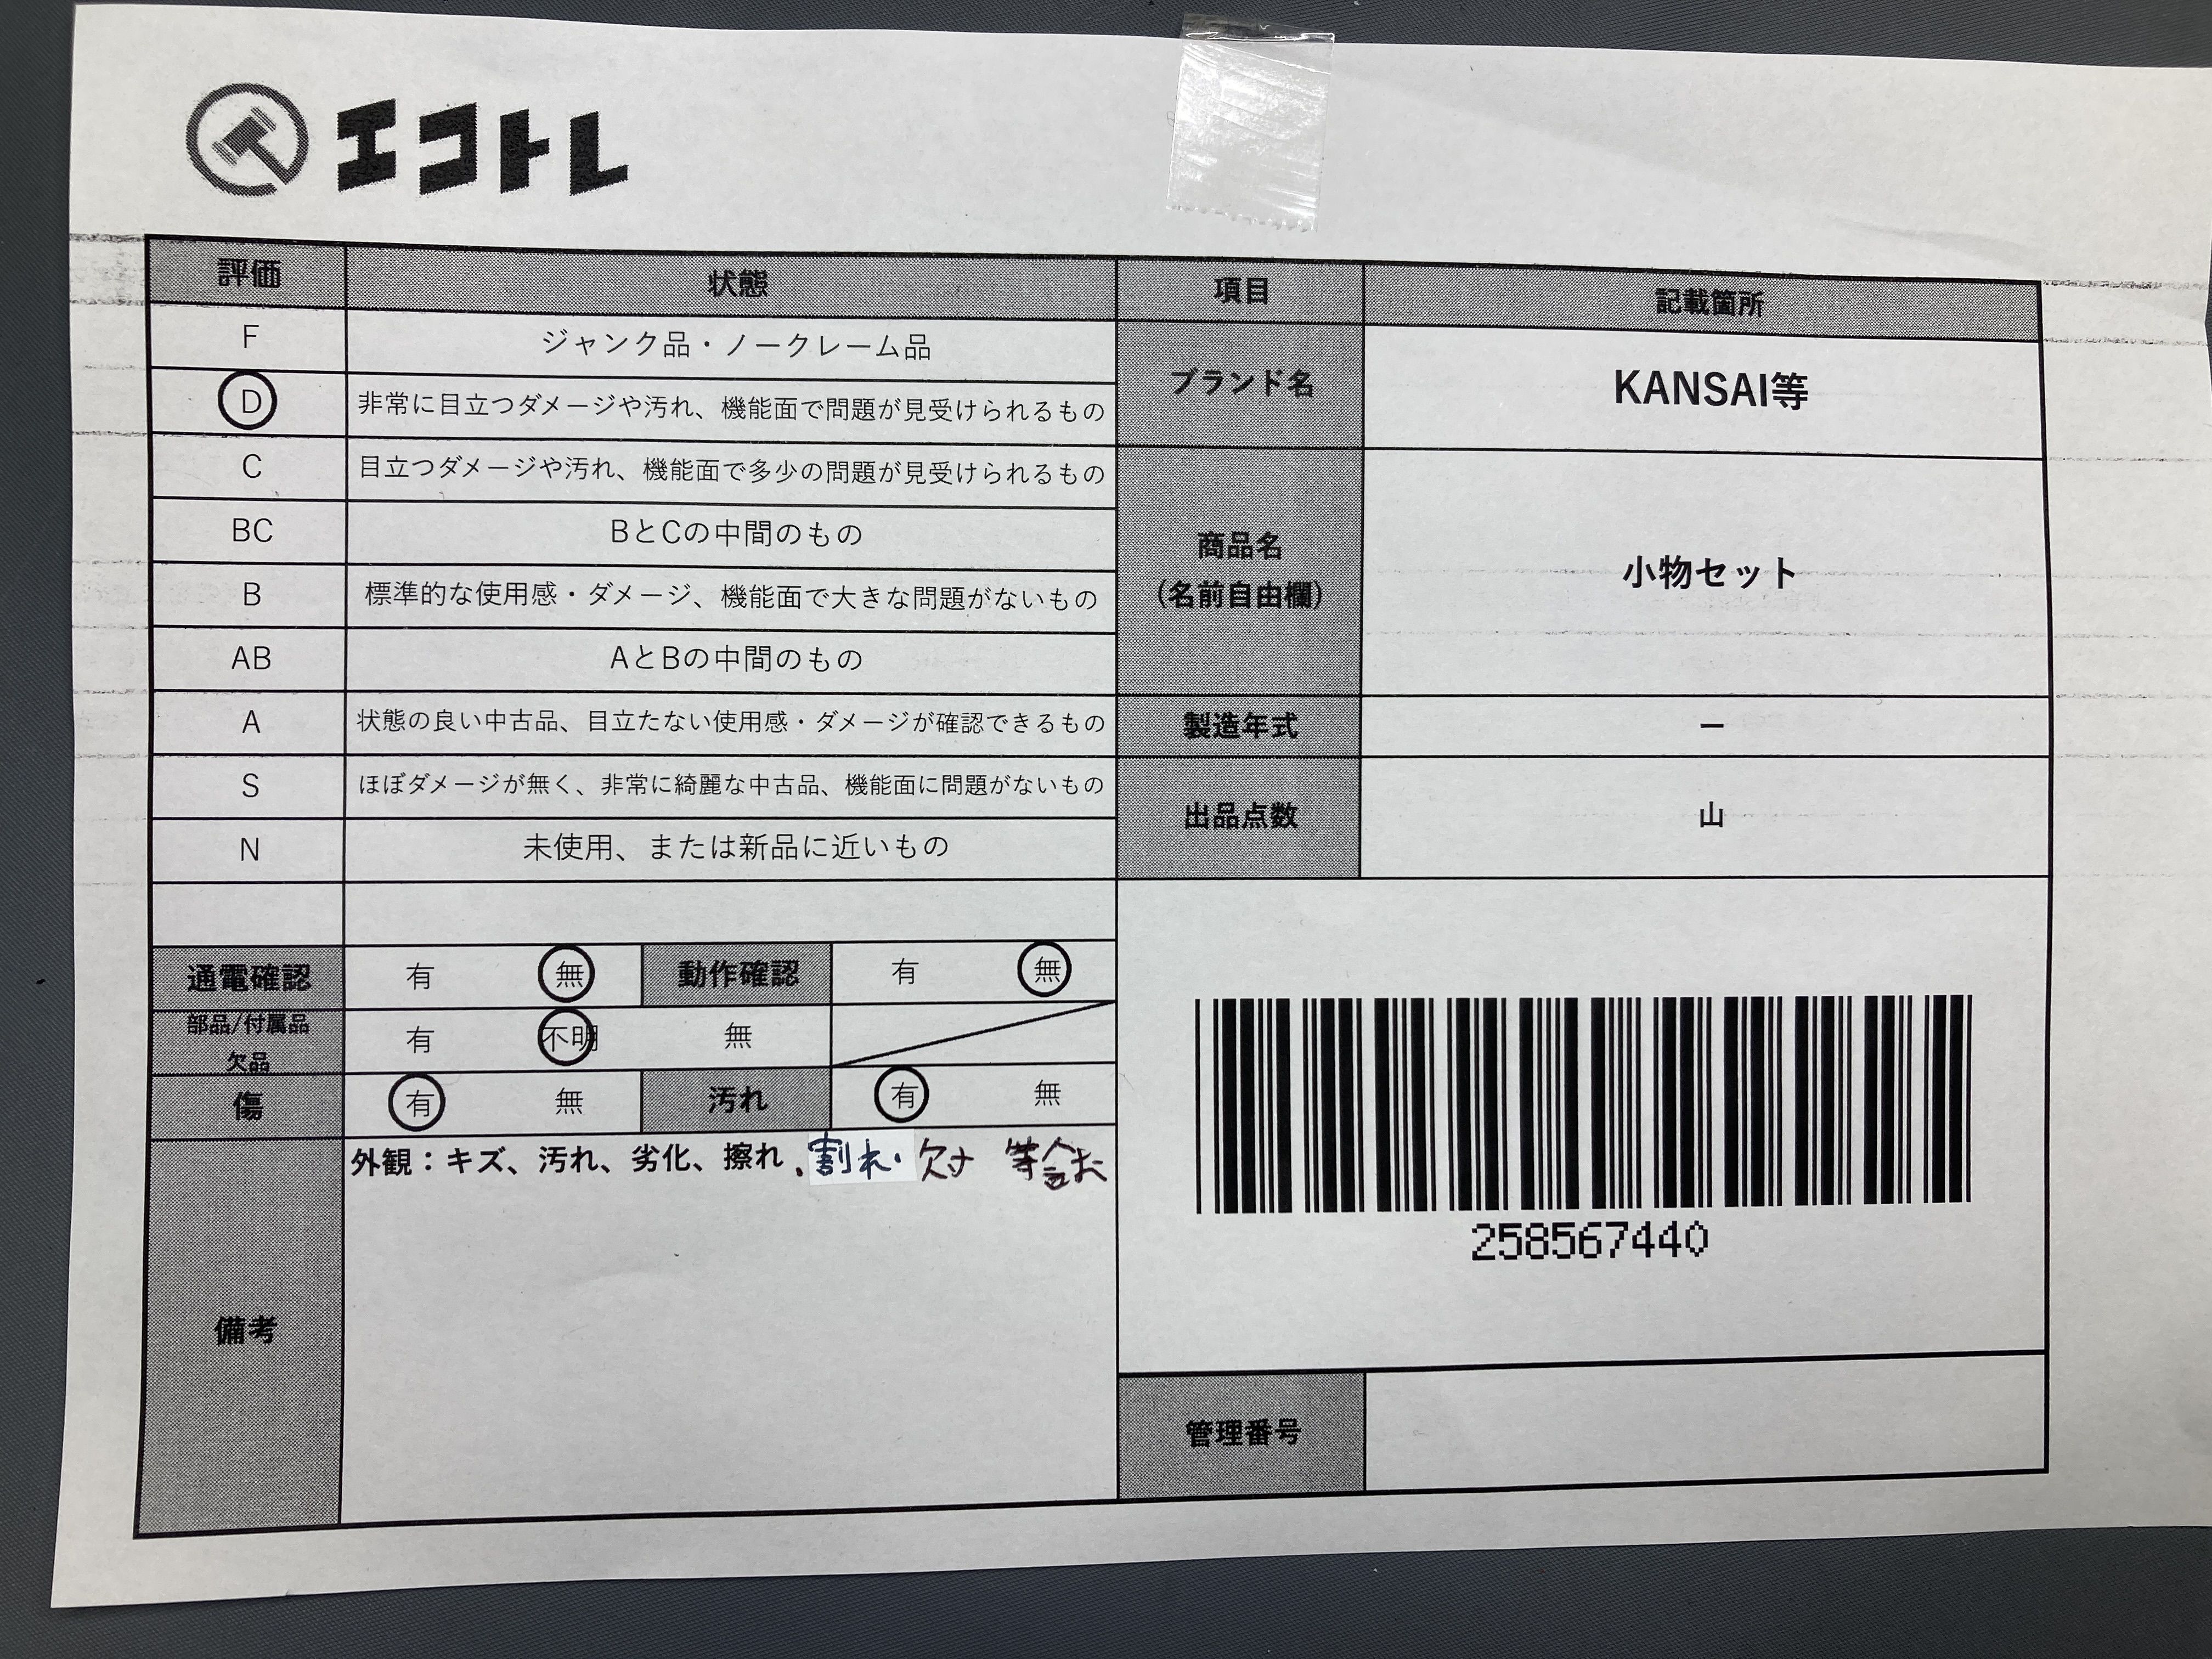 エコトレ
評価 状態
F ジャンク品・ノークレーム品
D 非常に目立つダメージや汚れ、機能面で問題が見受けられるもの
C 目立つダメージや汚れ、機能面で多少の問題が見受けられるもの
BC BとCの中間のもの
B 標準的な使用感・ダメージ、機能面で大きな問題がないもの
AB AとBの中間のもの
A 状態の良い中古品、目立たない使用感・ダメージが確認できるもの
S ほぼダメージが無く、非常に綺麗な中古品、機能面に問題がないもの
N 未使用、または新品に近いもの
通電確認 有 無 動作確認 有 無
部品/付属品
欠品 有 不明 無
傷 有 無 汚れ 有 無
備考 外観：キズ、汚れ、劣化、擦れ、割れ・欠け 等含む
項目 記載箇所
ブランド名 KANSAI等
商品名
（名前自由欄） 小物セット
製造年式 ー
出品点数 山
258567440
管理番号